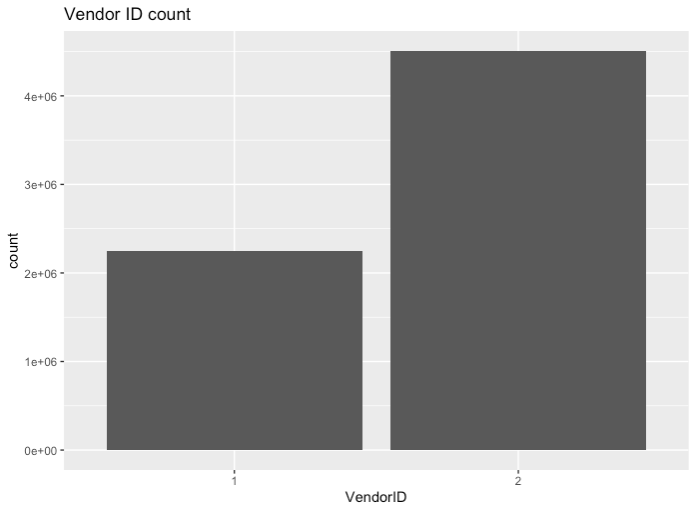 Vendor ID count
4e+06
3e+06
2e+06
1e+06
0e+00
count
1
2
VendorID